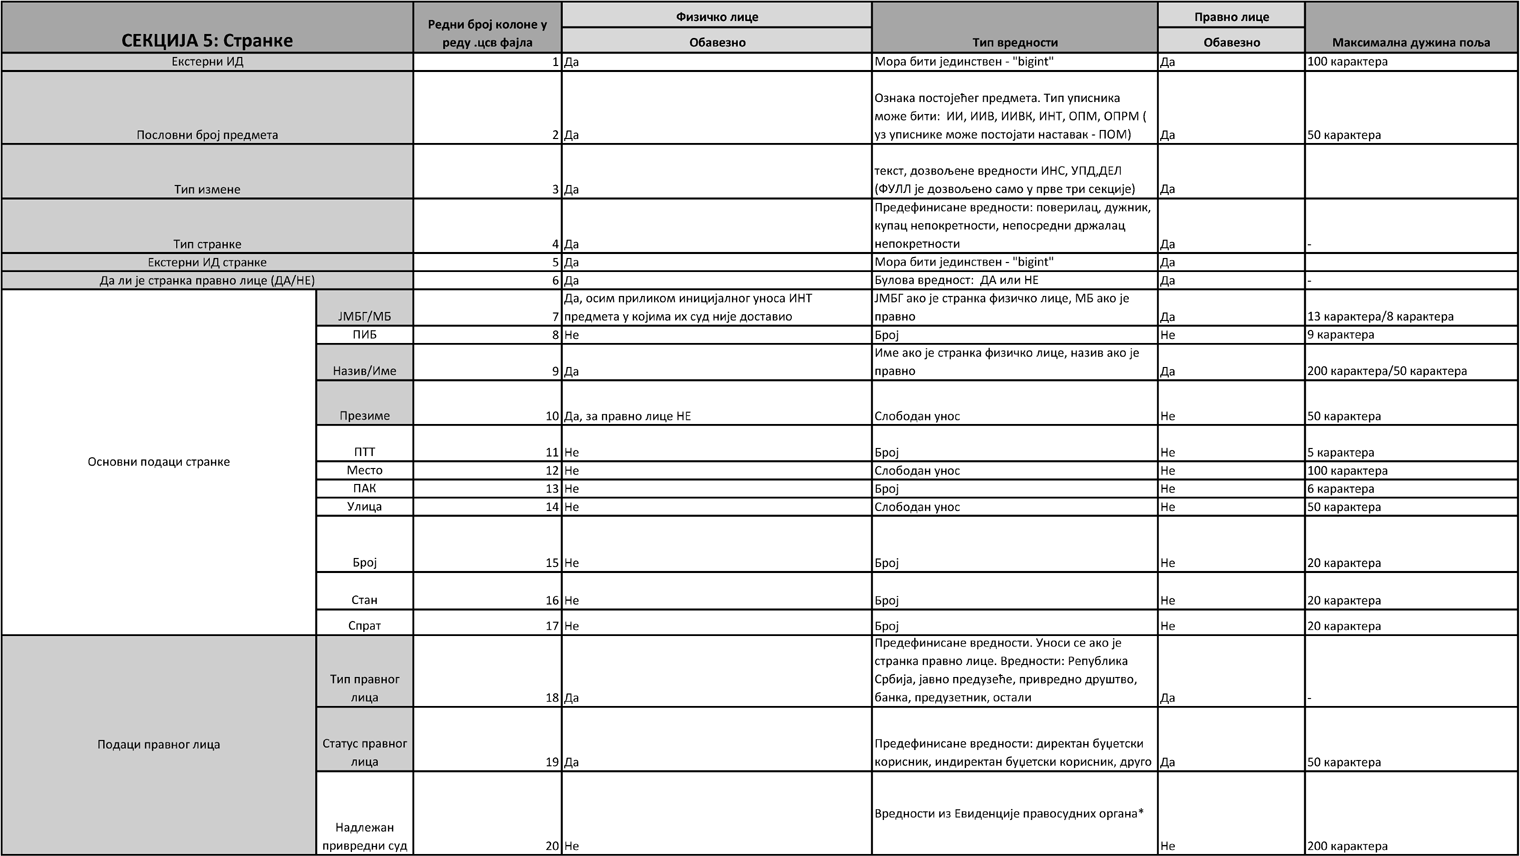 СЕКЦИЈА 5: Странке
Редни број колоне у
реду .цсв фајла
Физичко лице
Обавезно
Тип вредности
Правно лице
Обавезно
Максимална дужина поља
Екстерни ИД
1
Да
Мора бити јединствен - "bigint"
Да
100 карактера
Пословни број предмета
2
Да
Ознака постојећег предмета. Тип уписника
може бити:  ИИ, ИИВ, ИИВК, ИНТ, ОПМ, ОПРМ (
уз уписнике може постојати наставак - ПОМ)
Да
50 карактера
Тип измене
3
Да
текст, дозвољене вредности ИНС, УПД,ДЕЛ
(ФУЛЛ је дозвољено само у прве три секције)
Да
Тип странке
4
Да
Предефинисане вредности: поверилац, дужник,
купац непокретности, непосредни држалац
непокретности
Да
-
Екстерни ИД странке
5
Да
Мора бити јединствен - "bigint"
Да
Да ли је странка правно лице (ДА/НЕ)
6
Да
Булова вредност:  ДА или НЕ
Да
-
Основни подаци странке
ЈМБГ/МБ
7
Да, осим приликом иницијалног уноса ИНТ
предмета у којима их суд није доставио
ЈМБГ ако је странка физичко лице, МБ ако је
правно
Да
13 карактера/8 карактера
ПИБ
8
Не
Број
Не
9 карактера
Назив/Име
9
Да
Име ако је странка физичко лице, назив ако је
правно
Да
200 карактера/50 карактера
Презиме
10
Да, за правно лице НЕ
Слободан унос
Не
50 карактера
ПТТ
11
Не
Број
Не
5 карактера
Место
12
Не
Слободан унос
Не
100 карактера
ПАК
13
Не
Број
Не
6 карактера
Улица
14
Не
Слободан унос
Не
50 карактера
Број
15
Не
Број
Не
20 карактера
Стан
16
Не
Број
Не
20 карактера
Спрат
17
Не
Број
Не
20 карактера
Подаци правног лица
Тип правног
лица
18
Да
Предефинисане вредности. Уноси се ако је
странка правно лице. Вредности: Република
Србија, јавно предузеће, привредно друштво,
банка, предузетник, остали
Да
-
Статус правног
лица
19
Да
Предефинисане вредности: директан буџетски
корисник, индиректан буџетски корисник, друго
Да
50 карактера
Надлежан
привредни суд
20
Не
Вредности из Евиденције правосудних органа*
Не
200 карактера